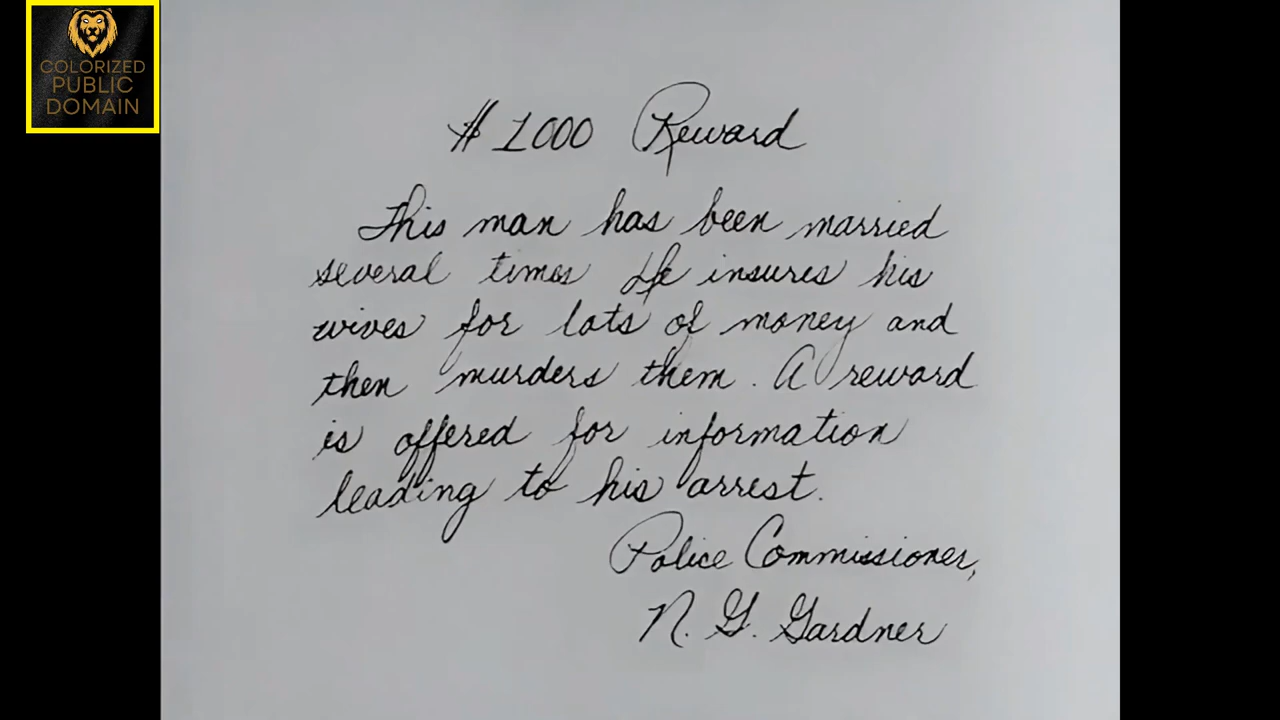 COLORIZED
PUBLIC
DOMAIN
$1000 Reward
This man has been married
several times He insures his
wives for lots of money and
then murders them. A reward
is offered for information
leading to his arrest.
Police Commissioner,
N. G. Gardner